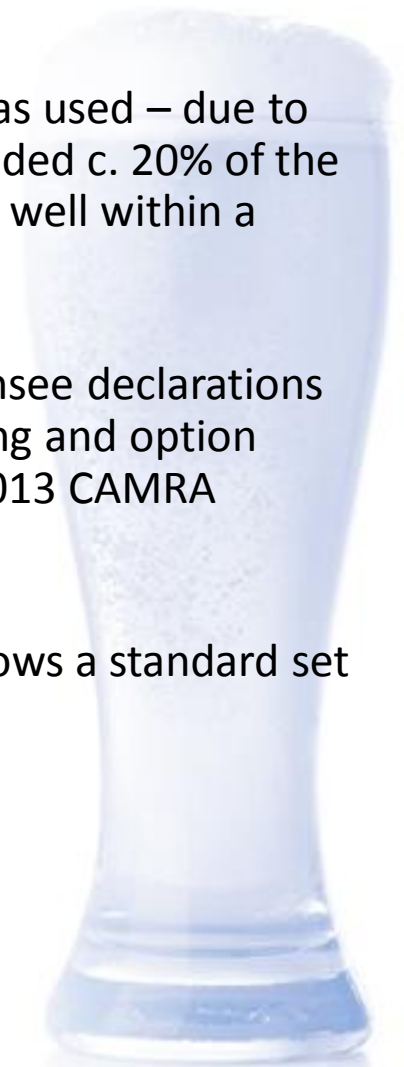 as used – due to
ded c. 20% of the
well within a
nsee declarations
ng and option
013 CAMRA
ows a standard set